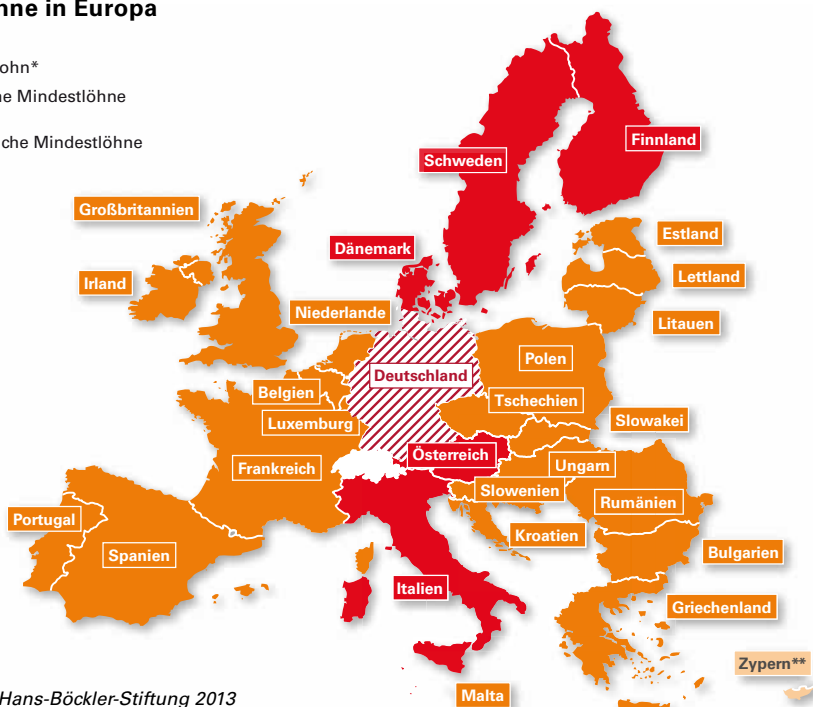 nne in Europa
ohn*
ne Mindestlöhne
che Mindestlöhne
Finnland
Schweden
Großbritannien
Estland
Dänemark
Lettland
Irland
Niederlande
Litauen
Polen
Deutschland
Belgien
Tschechien
Luxemburg
Slowakei
Österreich
Frankreich
Ungarn
Slowenien
Rumänien
Portugal
Kroatien
Spanien
Bulgarien
Italien
Griechenland
Zypern**
Malta
Hans-Böckler-Stiftung 2013